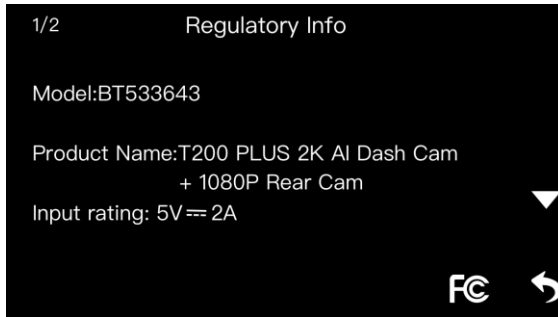 1/2 Regulatory Info
Model:BT533643
Product Name:T200 PLUS 2K AI Dash Cam
+ 1080P Rear Cam
Input rating: 5V⎓2A
FC